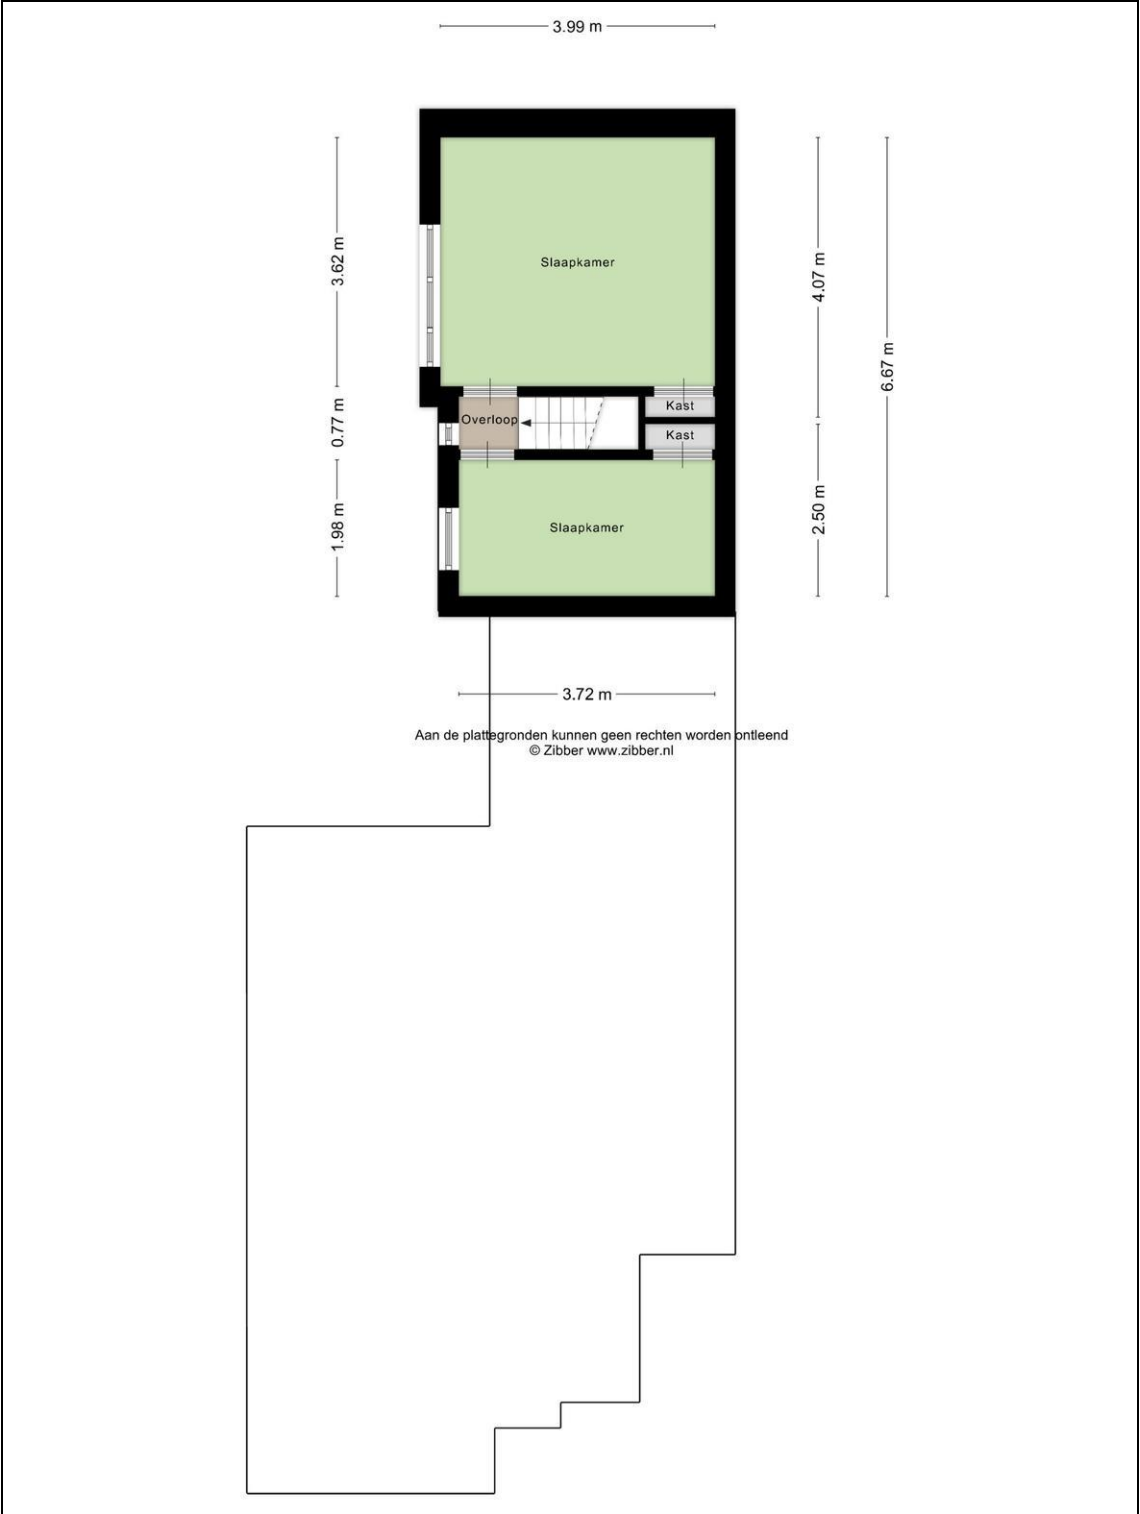 3.99 m
3.62 m
Slaapkamer
4.07 m
6.67 m
Kast
0.77 m
Overloop
Kast
2.50 m
1.98 m
Slaapkamer
3.72 m
Aan de plattegronden kunnen geen rechten worden ontleend
© Zibber www.zibber.nl